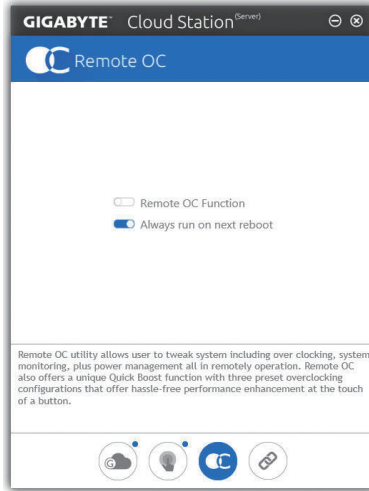 GIGABYTE™ Cloud Station (Server)
Remote OC
Remote OC Function
Always run on next reboot
Remote OC utility allows user to tweak system including over clocking, system
monitoring, plus power management all in remotely operation. Remote OC
also offers a unique Quick Boost function with three preset overclocking
configurations that offer hassle-free performance enhancement at the touch
of a button.
G